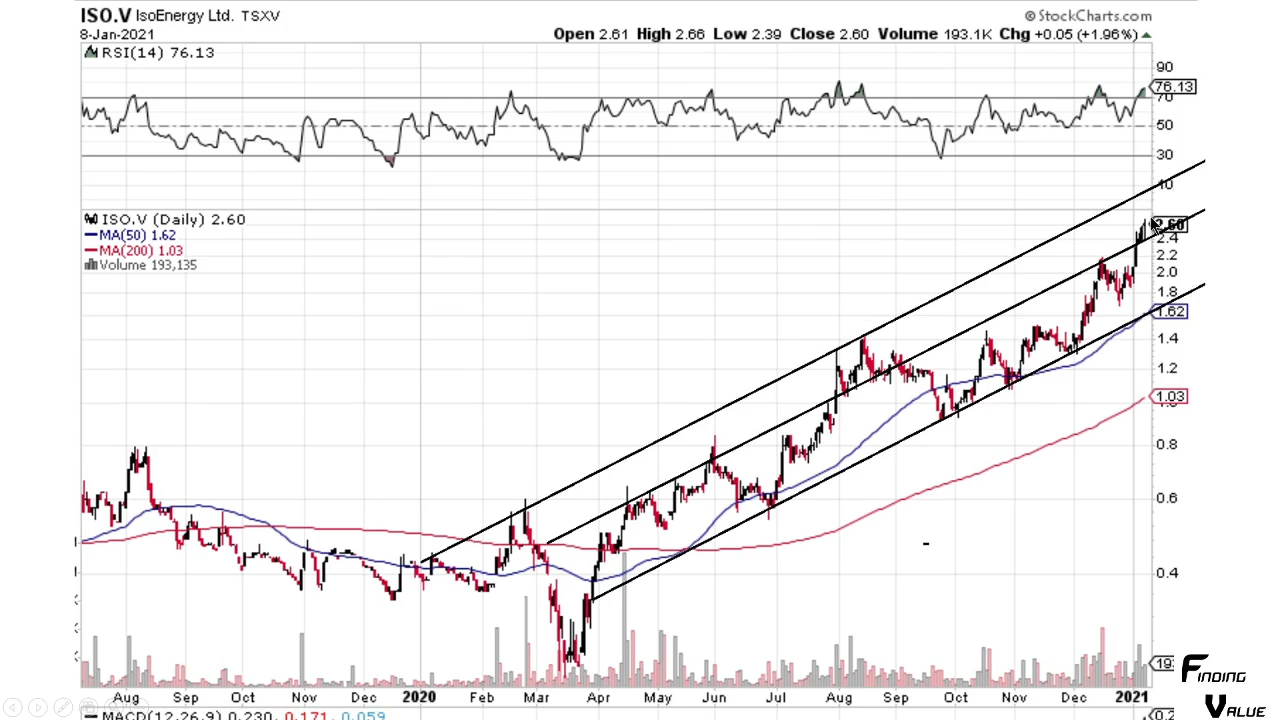 ISO.V IsoEnergy Ltd. TSXV © StockCharts.com
8-Jan-2021 Open 2.61 High 2.66 Low 2.39 Close 2.60 Volume 193.1K Chg +0.05 (+1.96%)
RSI(14) 76.13
90
76.13
70
50
30
10
ISO.V (Daily) 2.60
MA(50) 1.62
MA(200) 1.03
Volume 193,135
2.60
2.4
2.2
2.0
1.8
1.62
1.4
1.2
1.03
0.8
0.6
0.4
Aug Sep Oct Nov Dec 2020 Feb Mar Apr May Jun Jul Aug Sep Oct Nov Dec 2021
MACD(12,26,9) 0.230, 0.171, 0.059
Finding
Value